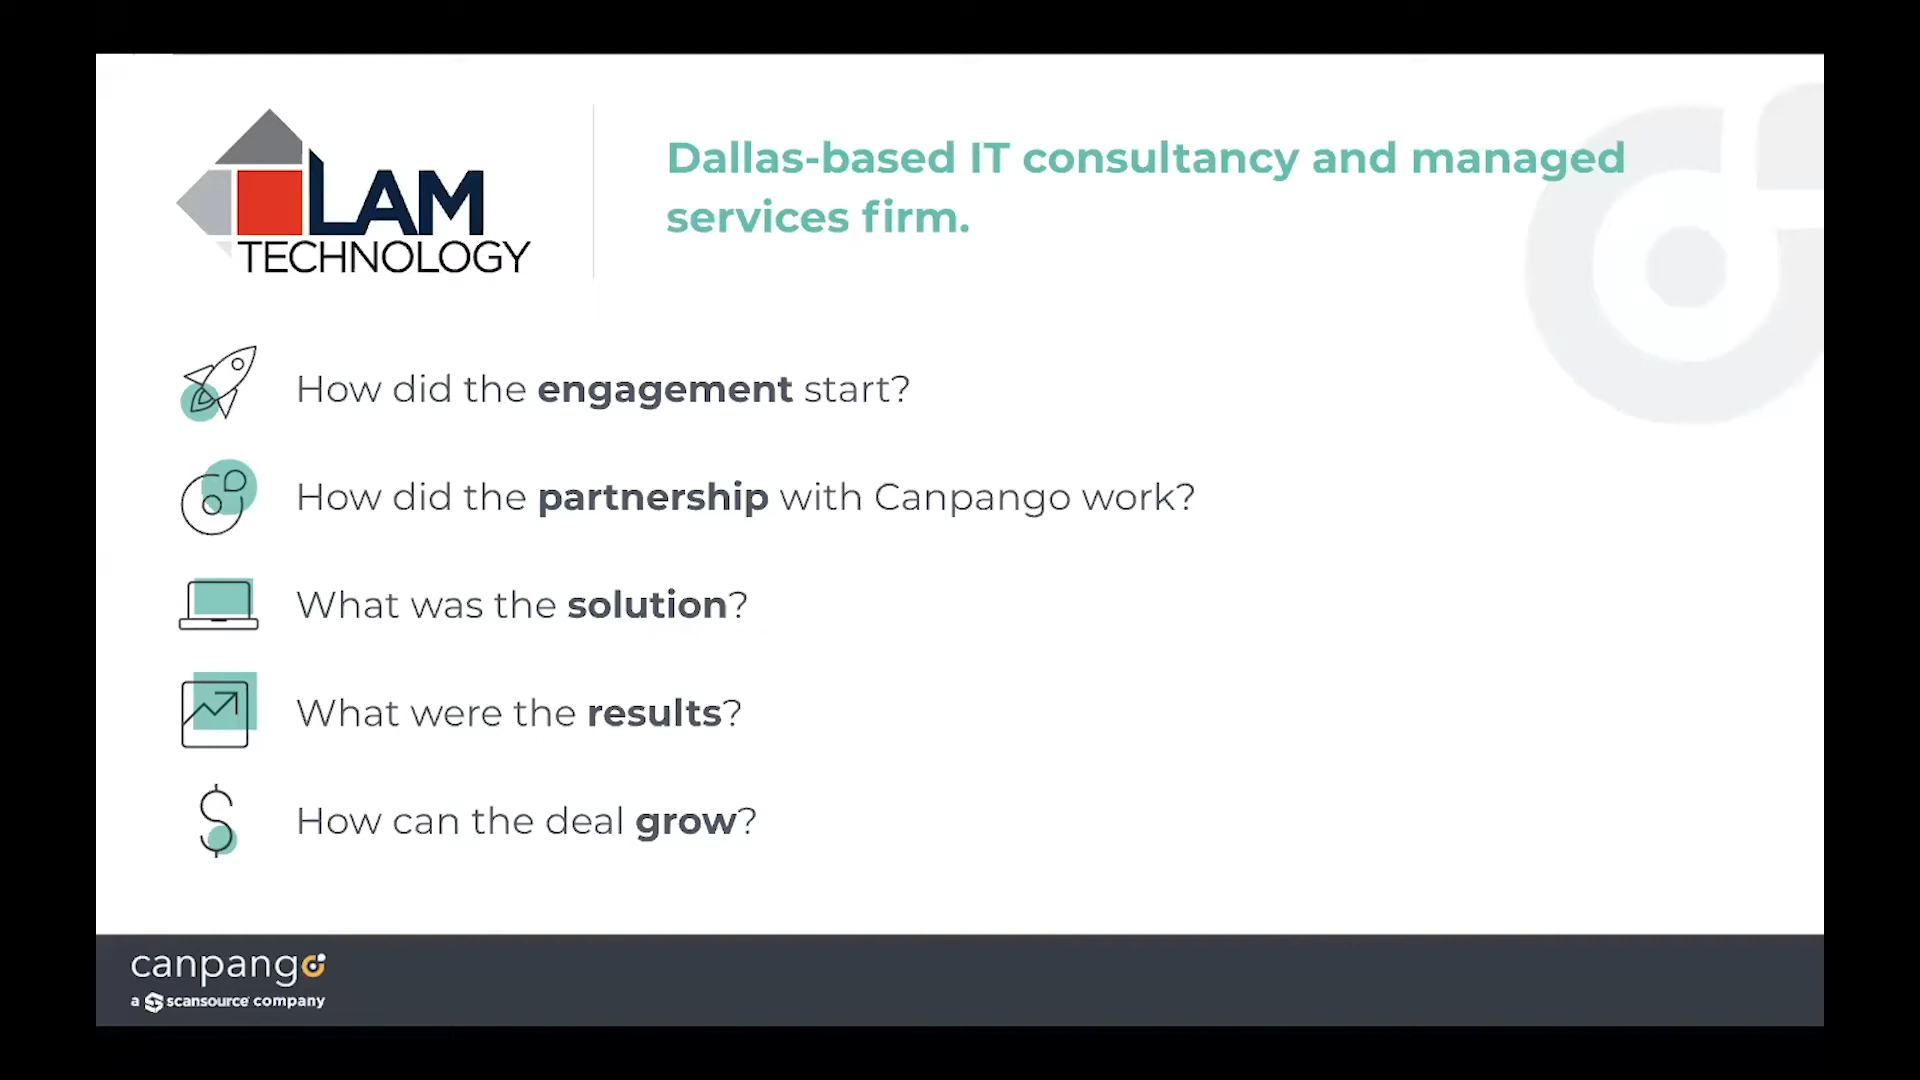 LAM
TECHNOLOGY
Dallas-based IT consultancy and managed
services firm.
How did the engagement start?
How did the partnership with Canpango work?
What was the solution?
What were the results?
How can the deal grow?
canpango
a scansource company